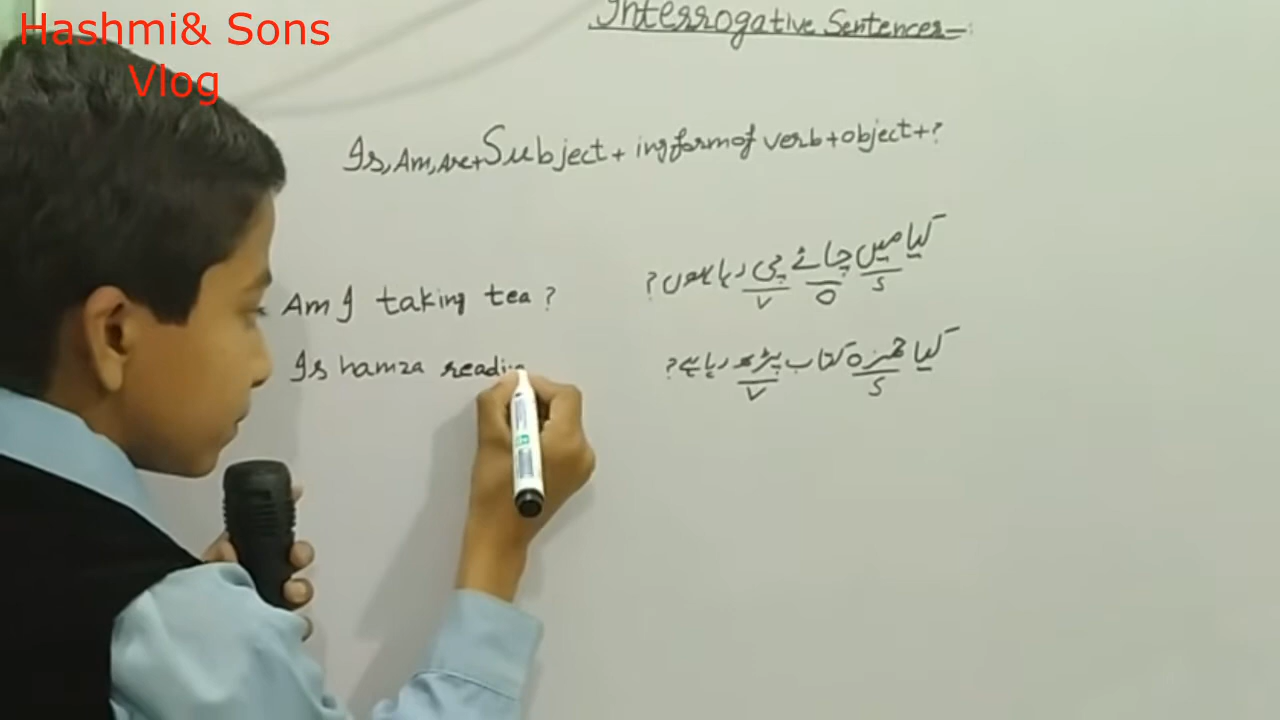 Hashmi& Sons
Vlog
Interrogative Sentences:
Is, Am, Are+Subject+ ing form of verb+object+?
Am I taking tea ?
کیا میں چائے پی رہا ہوں ?
S
O
V
Is hamza readin
کیا حمزہ کتاب پڑھ رہا ہے ?
S
V